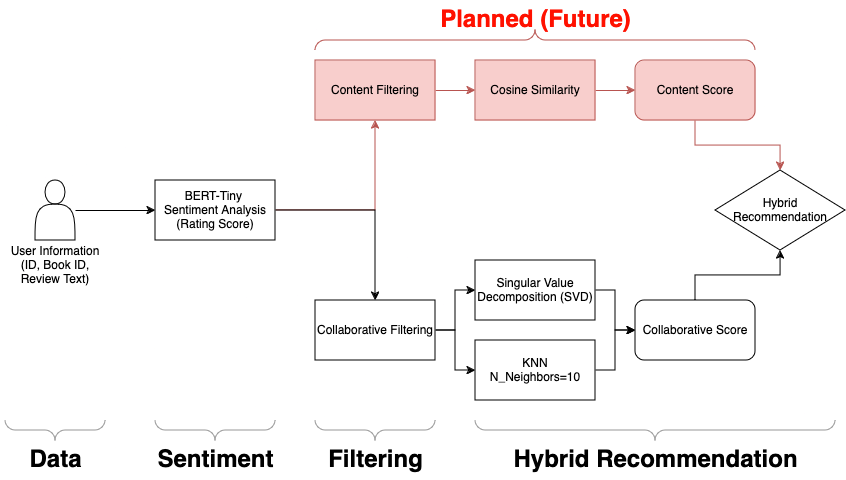 Planned (Future)
Content Filtering
Cosine Similarity
Content Score
User Information
(ID, Book ID,
Review Text)
BERT-Tiny
Sentiment Analysis
(Rating Score)
Hybrid
Recommendation
Collaborative Filtering
Singular Value
Decomposition (SVD)
KNN
N_Neighbors=10
Collaborative Score
Data
Sentiment
Filtering
Hybrid Recommendation